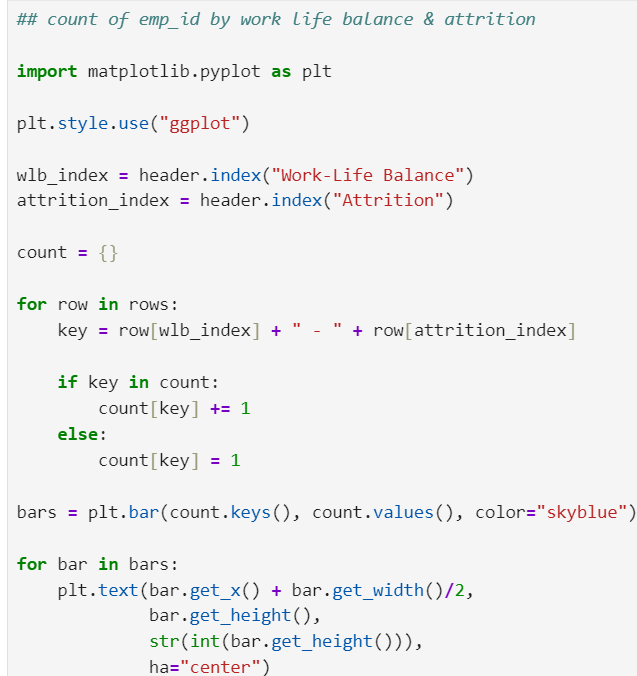 ## count of emp_id by work life balance & attrition
import matplotlib.pyplot as plt
plt.style.use("ggplot")
wlb_index = header.index("Work-Life Balance")
attrition_index = header.index("Attrition")
count = {}
for row in rows:
    key = row[wlb_index] + " - " + row[attrition_index]
    if key in count:
        count[key] += 1
    else:
        count[key] = 1
bars = plt.bar(count.keys(), count.values(), color="skyblue")
for bar in bars:
    plt.text(bar.get_x() + bar.get_width()/2,
             bar.get_height(),
             str(int(bar.get_height())),
             ha="center")